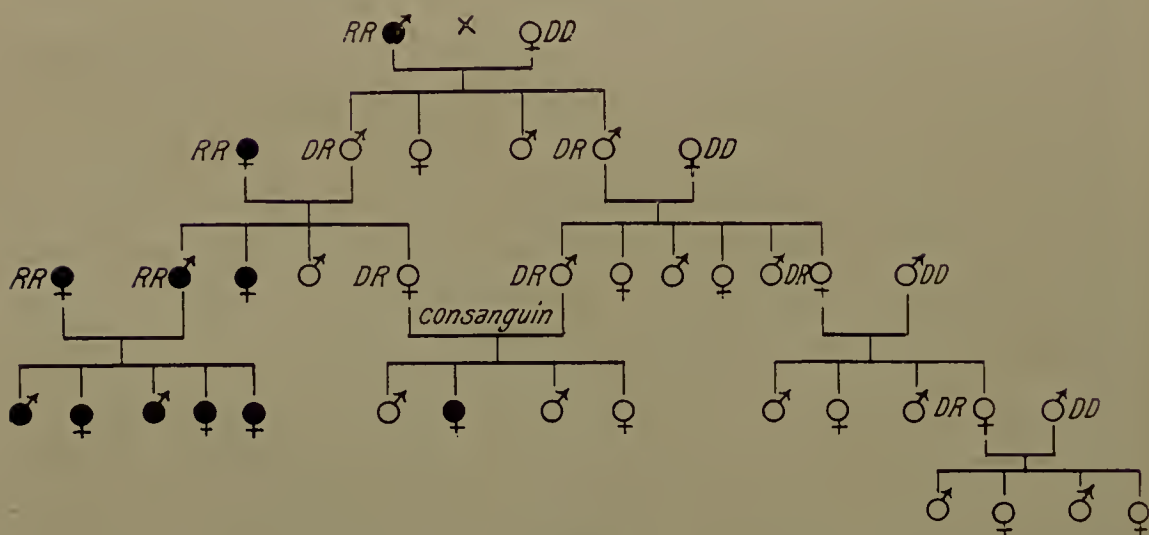 RR ♂ × ♀ DD
RR ♀ DR ♂ ♀ ♂ DR ♂ ♀ DD
RR ♀ RR ♂ ♀ ♂ DR ♀ DR ♂ ♀ ♂ ♀ ♂ DR ♀ ♂ DD
consanguin
♂ ♀ ♂ ♀ ♀ ♂ ♀ ♂ ♀ ♂ ♀ ♂ DR ♀ ♂ DD
♂ ♀ ♂ ♀